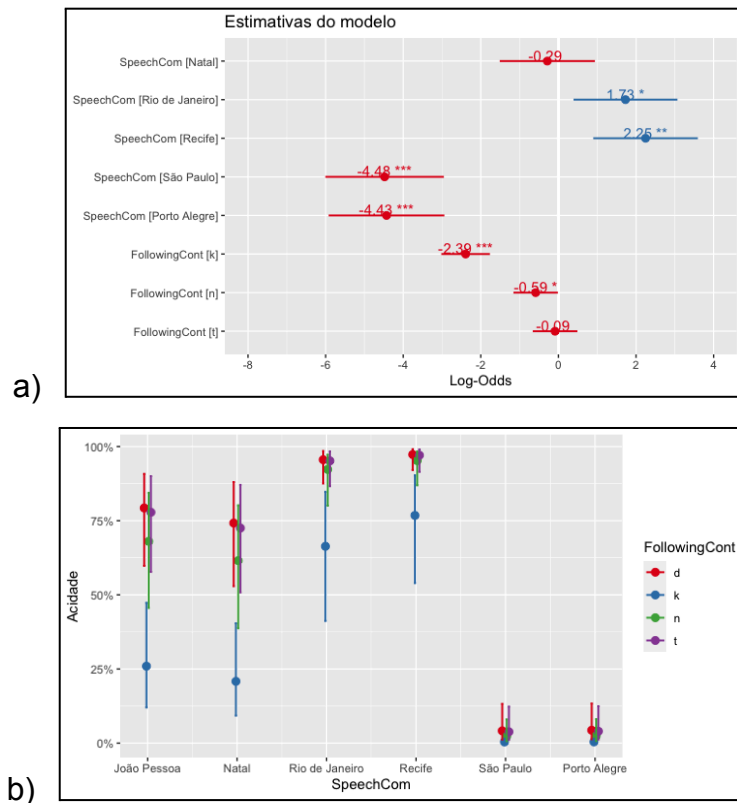 Estimativas do modelo
SpeechCom [Natal]
-0.29
SpeechCom [Rio de Janeiro]
1.73 *
SpeechCom [Recife]
2.25 **
SpeechCom [São Paulo]
-4.48 ***
SpeechCom [Porto Alegre]
-4.43 ***
FollowingCont [k]
-2.39 ***
FollowingCont [n]
-0.59 *
FollowingCont [t]
-0.09
-8 -6 -4 -2 0 2 4
Log-Odds
a)
100%
75%
50%
25%
0%
Acidade
João Pessoa Natal Rio de Janeiro Recife São Paulo Porto Alegre
SpeechCom
FollowingCont
d
k
n
t
b)